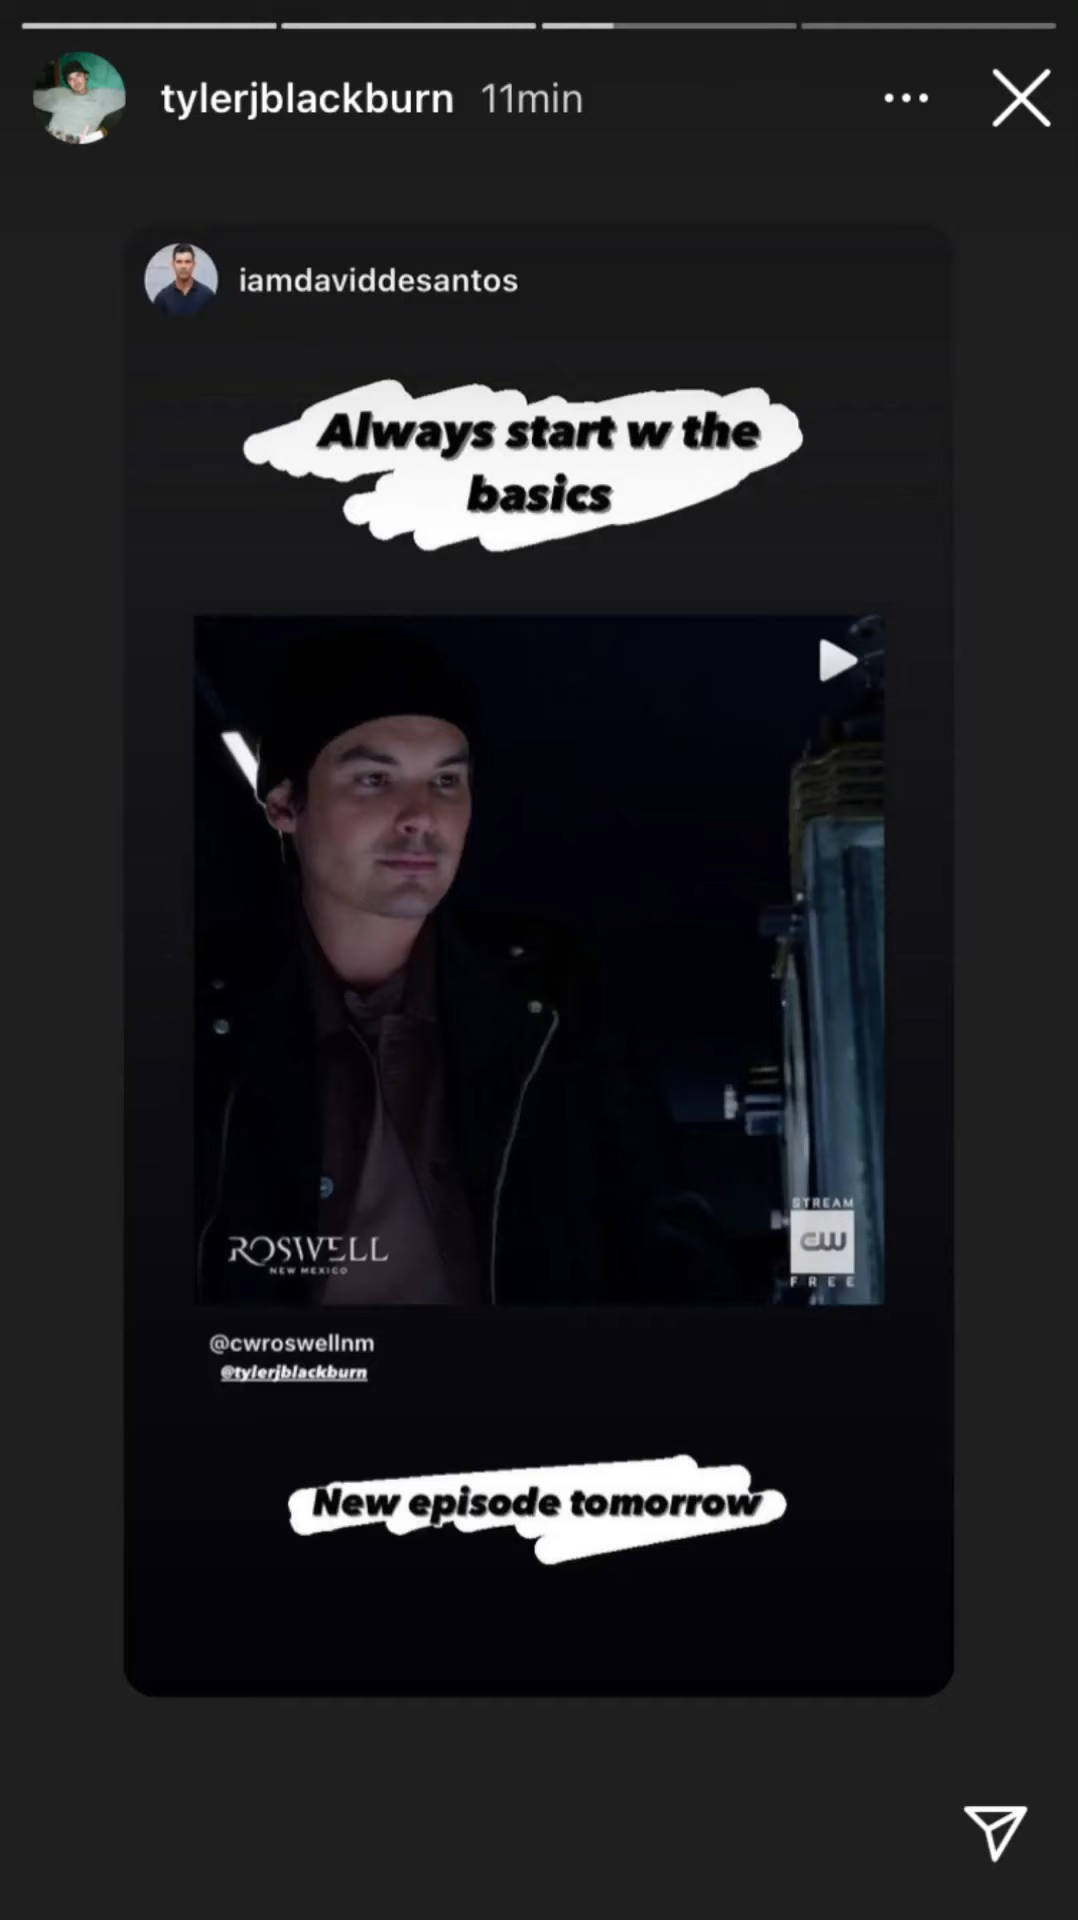 tylerjblackburn 11min
iamdaviddesantos
Always start w the
basics
ROSWELL
NEW MEXICO
STREAM
CW
FREE
@cwroswellnm
@tylerjblackburn
New episode tomorrow